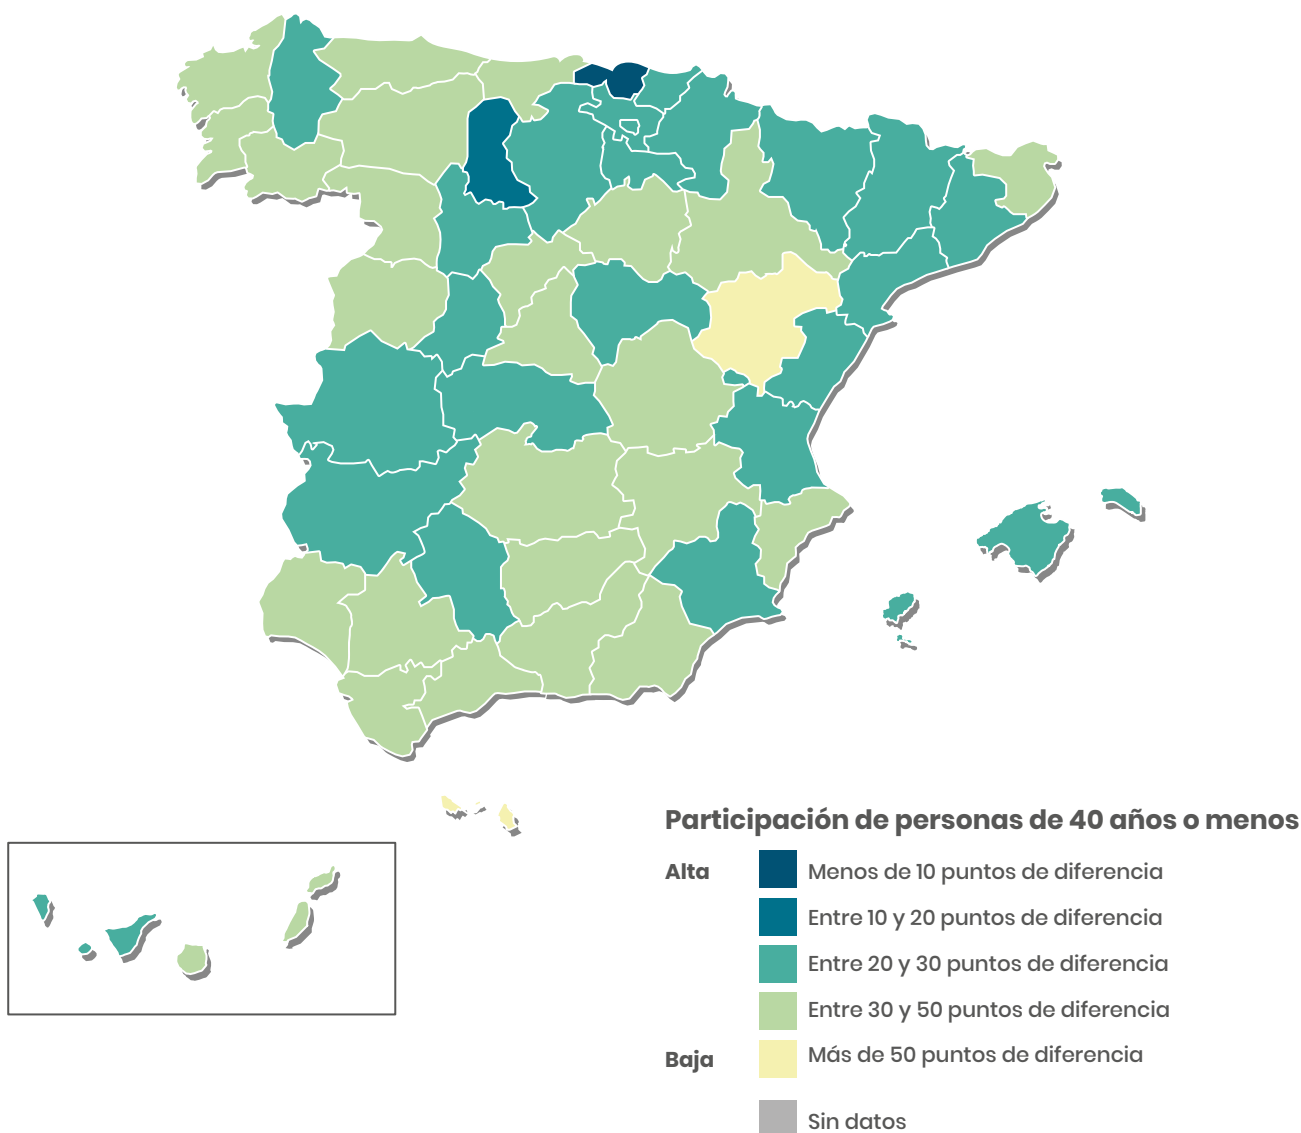 Participación de personas de 40 años o menos
Alta
Menos de 10 puntos de diferencia
Entre 10 y 20 puntos de diferencia
Entre 20 y 30 puntos de diferencia
Entre 30 y 50 puntos de diferencia
Baja
Más de 50 puntos de diferencia
Sin datos